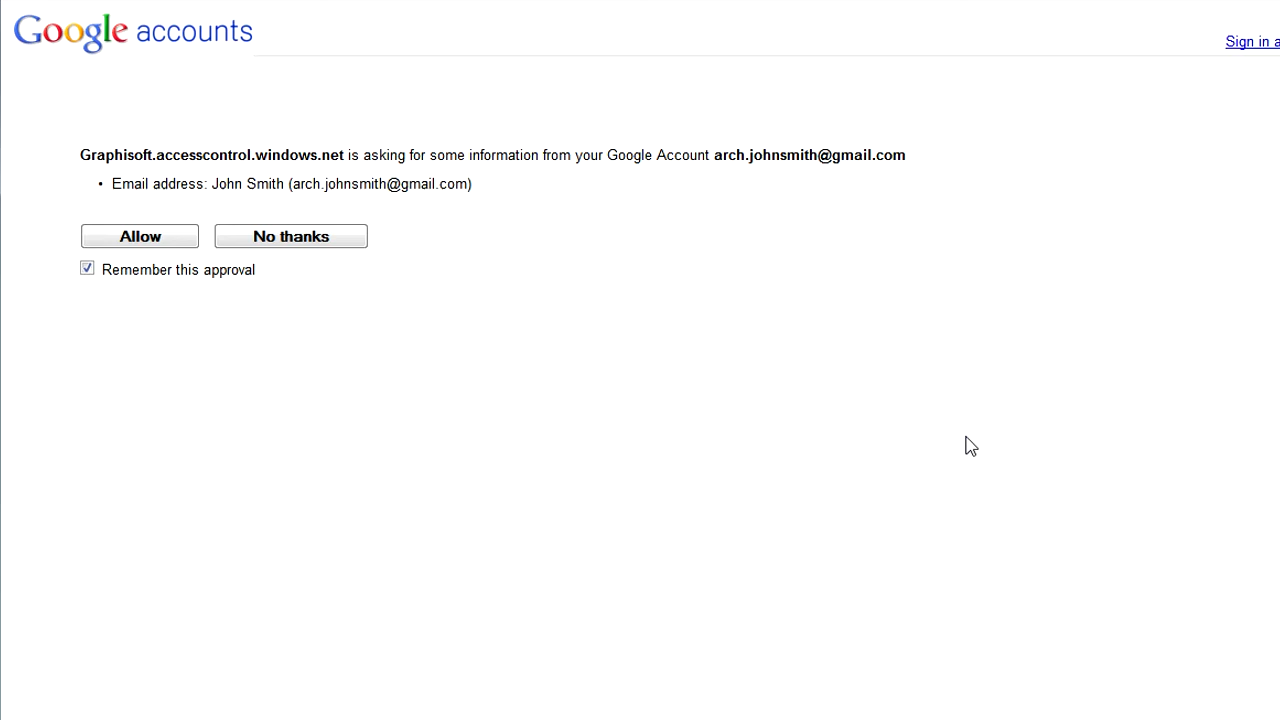 Google accounts
Sign in a
Graphisoft.accesscontrol.windows.net is asking for some information from your Google Account arch.johnsmith@gmail.com
• Email address: John Smith (arch.johnsmith@gmail.com)
Allow No thanks
Remember this approval